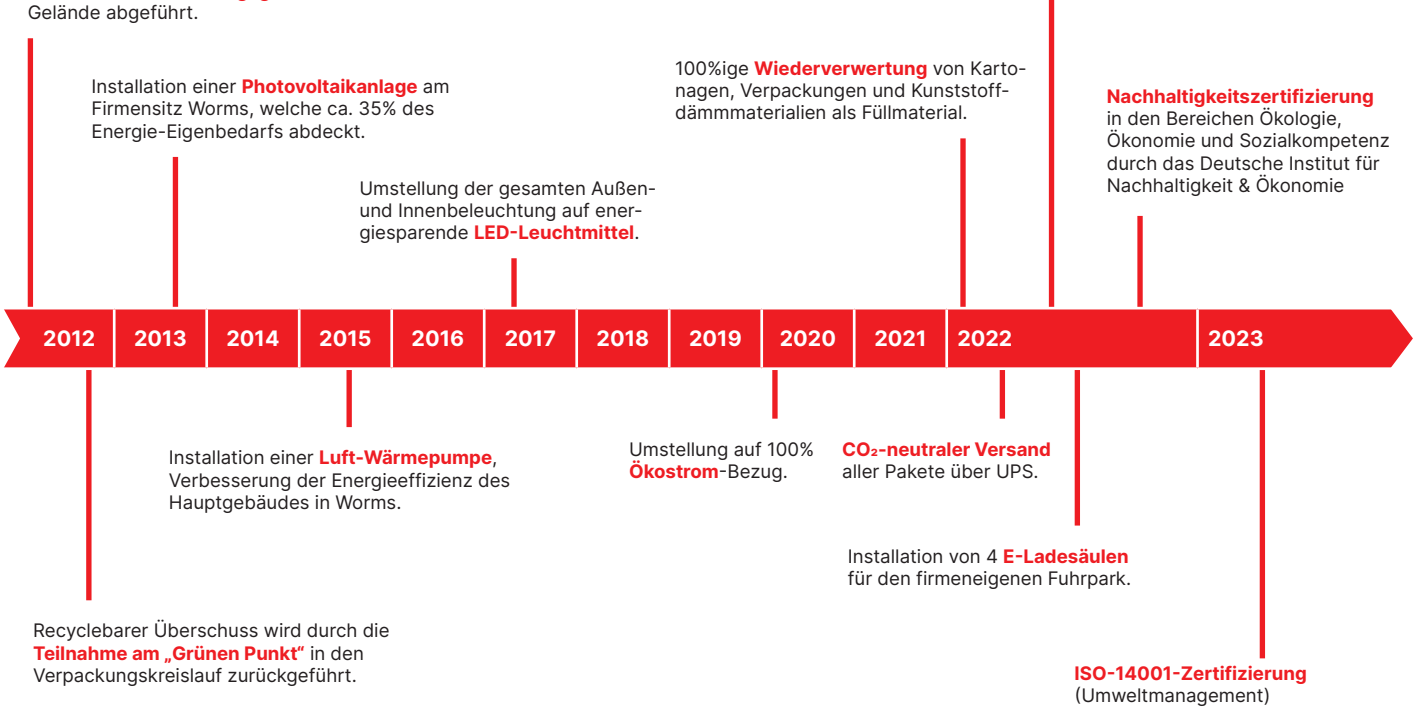 Gelände abgeführt.
Installation einer Photovoltaikanlage am
Firmensitz Worms, welche ca. 35% des
Energie-Eigenbedarfs abdeckt.
Umstellung der gesamten Außen-
und Innenbeleuchtung auf ener-
giesparende LED-Leuchtmittel.
100%ige Wiederverwertung von Karto-
nagen, Verpackungen und Kunststoff-
dämmmaterialien als Füllmaterial.
Nachhaltigkeitszertifizierung
in den Bereichen Ökologie,
Ökonomie und Sozialkompetenz
durch das Deutsche Institut für
Nachhaltigkeit & Ökonomie
2012 2013 2014 2015 2016 2017 2018 2019 2020 2021 2022 2023
Installation einer Luft-Wärmepumpe,
Verbesserung der Energieeffizienz des
Hauptgebäudes in Worms.
Umstellung auf 100%
Ökostrom-Bezug.
CO₂-neutraler Versand
aller Pakete über UPS.
Installation von 4 E-Ladesäulen
für den firmeneigenen Fuhrpark.
Recyclebarer Überschuss wird durch die
Teilnahme am „Grünen Punkt“ in den
Verpackungskreislauf zurückgeführt.
ISO-14001-Zertifizierung
(Umweltmanagement)